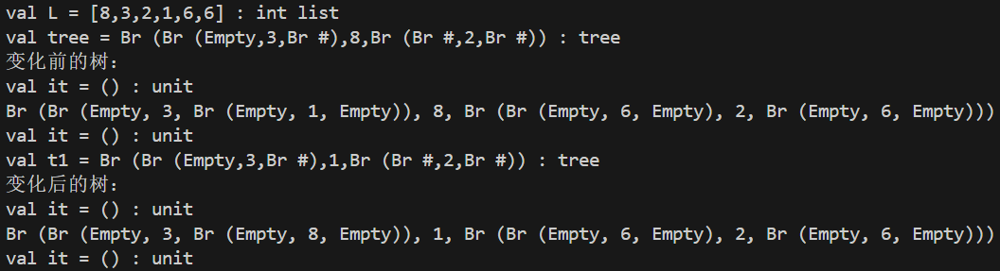 val L = [8,3,2,1,6,6] : int list
val tree = Br (Br (Empty,3,Br #),8,Br (Br #,2,Br #)) : tree
变化前的树:
val it = () : unit
Br (Br (Empty, 3, Br (Empty, 1, Empty)), 8, Br (Br (Empty, 6, Empty), 2, Br (Empty, 6, Empty)))
val it = () : unit
val t1 = Br (Br (Empty,3,Br #),1,Br (Br #,2,Br #)) : tree
变化后的树:
val it = () : unit
Br (Br (Empty, 3, Br (Empty, 8, Empty)), 1, Br (Br (Empty, 6, Empty), 2, Br (Empty, 6, Empty)))
val it = () : unit